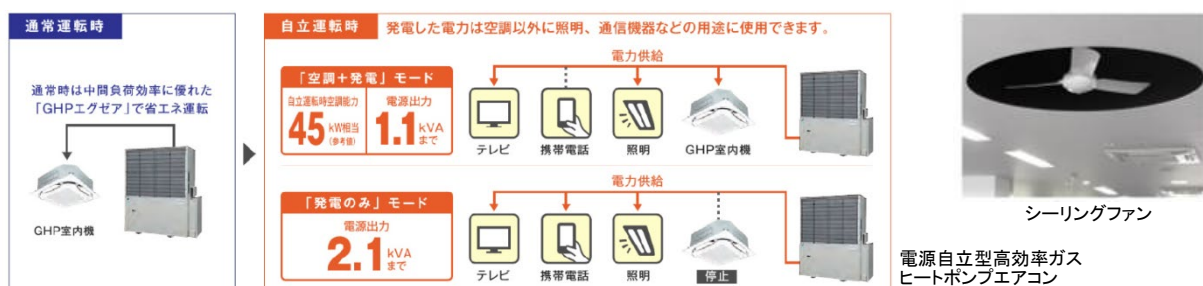 通常運転時
通常時は中間負荷効率に優れた
「GHPエグゼア」で省エネ運転
GHP室内機
自立運転時
発電した電力は空調以外に照明、通信機器などの用途に使用できます。
「空調+発電」モード
自立運転時空調能力
45 kW相当
(参考値)
電源出力
1.1 kVA
まで
電力供給
テレビ
携帯電話
照明
GHP室内機
「発電のみ」モード
電源出力
2.1 kVA
まで
電力供給
テレビ
携帯電話
照明
停止
シーリングファン
電源自立型高効率ガス
ヒートポンプエアコン